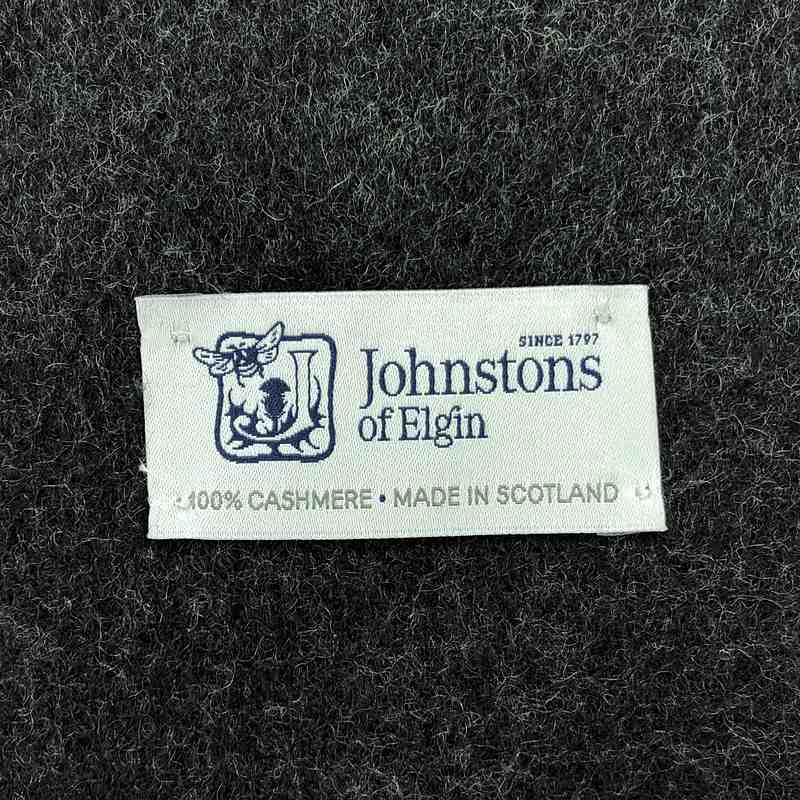 SINCE 1797
Johnstons
of Elgin
100% CASHMERE • MADE IN SCOTLAND